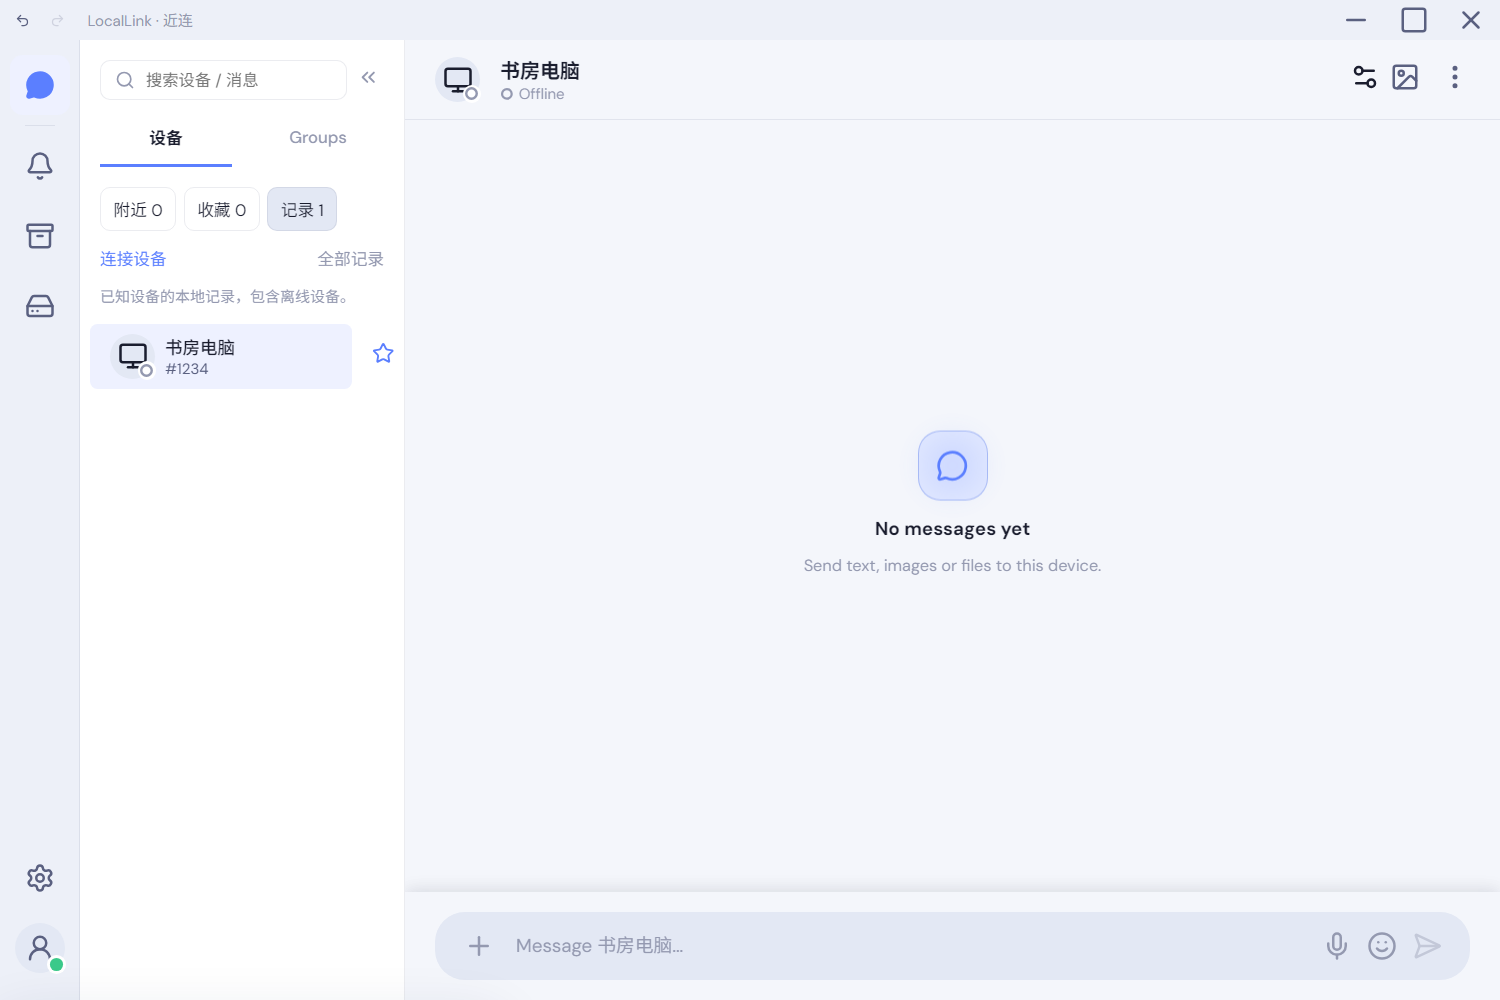 LocalLink · 近连
搜索设备 / 消息
设备
Groups
附近 0
收藏 0
记录 1
连接设备
全部记录
已知设备的本地记录，包含离线设备。
书房电脑
#1234
书房电脑
Offline
No messages yet
Send text, images or files to this device.
Message 书房电脑...